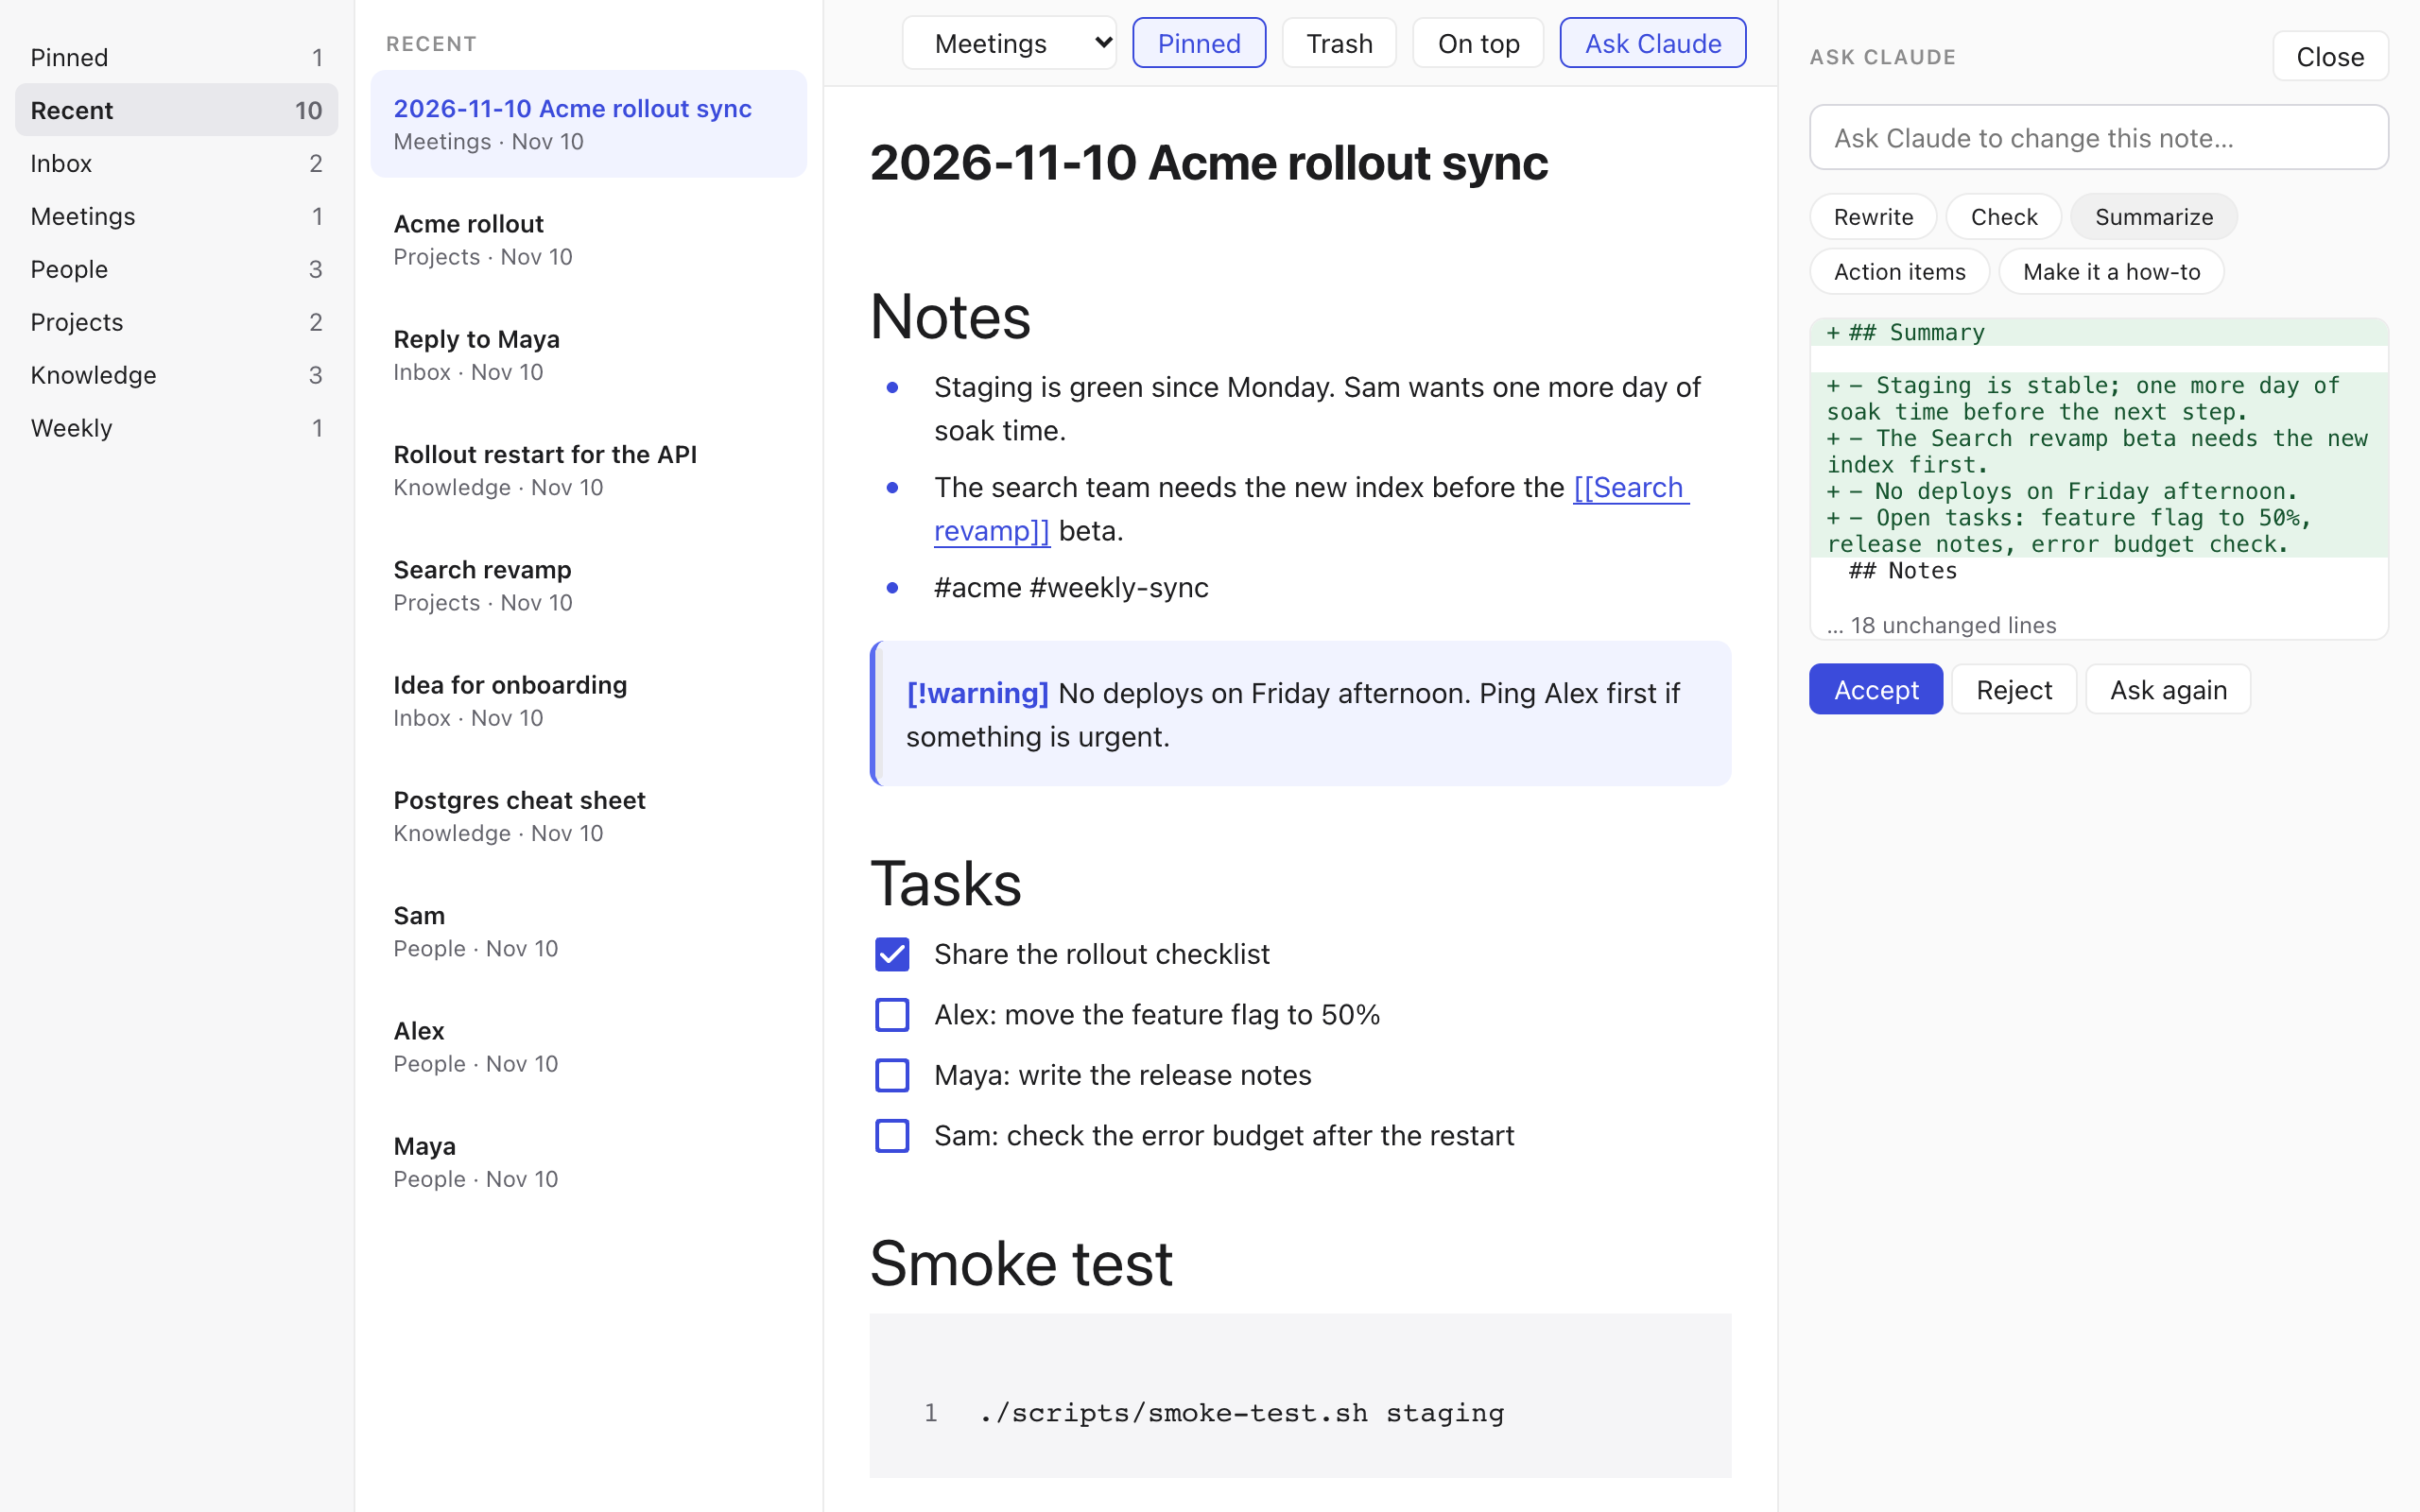 Pinned 1
Recent 10
Inbox 2
Meetings 1
People 3
Projects 2
Knowledge 3
Weekly 1
RECENT
2026-11-10 Acme rollout sync
Meetings · Nov 10
Acme rollout
Projects · Nov 10
Reply to Maya
Inbox · Nov 10
Rollout restart for the API
Knowledge · Nov 10
Search revamp
Projects · Nov 10
Idea for onboarding
Inbox · Nov 10
Postgres cheat sheet
Knowledge · Nov 10
Sam
People · Nov 10
Alex
People · Nov 10
Maya
People · Nov 10
Meetings Pinned Trash On top Ask Claude
2026-11-10 Acme rollout sync
Notes
Staging is green since Monday. Sam wants one more day of
soak time.
The search team needs the new index before the [[Search
revamp]] beta.
#acme #weekly-sync
[!warning] No deploys on Friday afternoon. Ping Alex first if
something is urgent.
Tasks
Share the rollout checklist
Alex: move the feature flag to 50%
Maya: write the release notes
Sam: check the error budget after the restart
Smoke test
1 ./scripts/smoke-test.sh staging
ASK CLAUDE Close
Ask Claude to change this note...
Rewrite Check Summarize
Action items Make it a how-to
+ ## Summary
+ - Staging is stable; one more day of
soak time before the next step.
+ - The Search revamp beta needs the new
index first.
+ - No deploys on Friday afternoon.
+ - Open tasks: feature flag to 50%,
release notes, error budget check.
## Notes
... 18 unchanged lines
Accept Reject Ask again